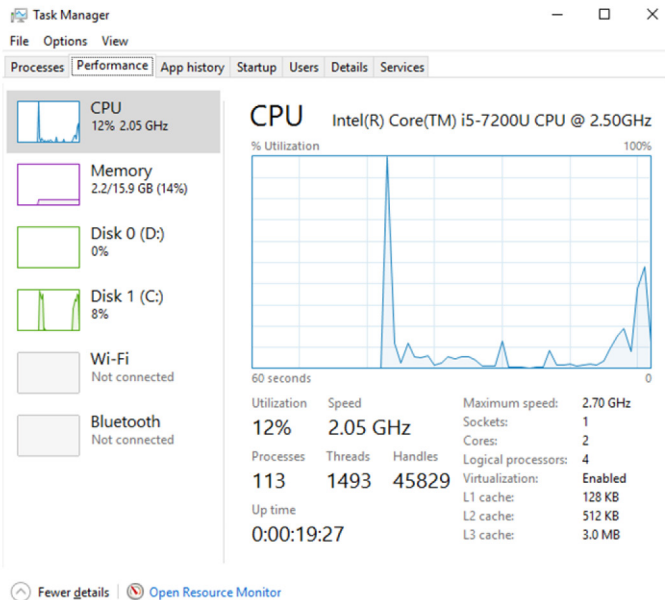 Task Manager
File Options View
Processes Performance App history Startup Users Details Services
CPU
12% 2.05 GHz
Memory
2.2/15.9 GB (14%)
Disk 0 (D:)
0%
Disk 1 (C:)
8%
Wi-Fi
Not connected
Bluetooth
Not connected
CPU Intel(R) Core(TM) i5-7200U CPU @ 2.50GHz
% Utilization 100%
60 seconds 0
Utilization Speed
12% 2.05 GHz
Processes Threads Handles
113 1493 45829
Up time
0:00:19:27
Maximum speed: 2.70 GHz
Sockets: 1
Cores: 2
Logical processors: 4
Virtualization: Enabled
L1 cache: 128 KB
L2 cache: 512 KB
L3 cache: 3.0 MB
Fewer details Open Resource Monitor